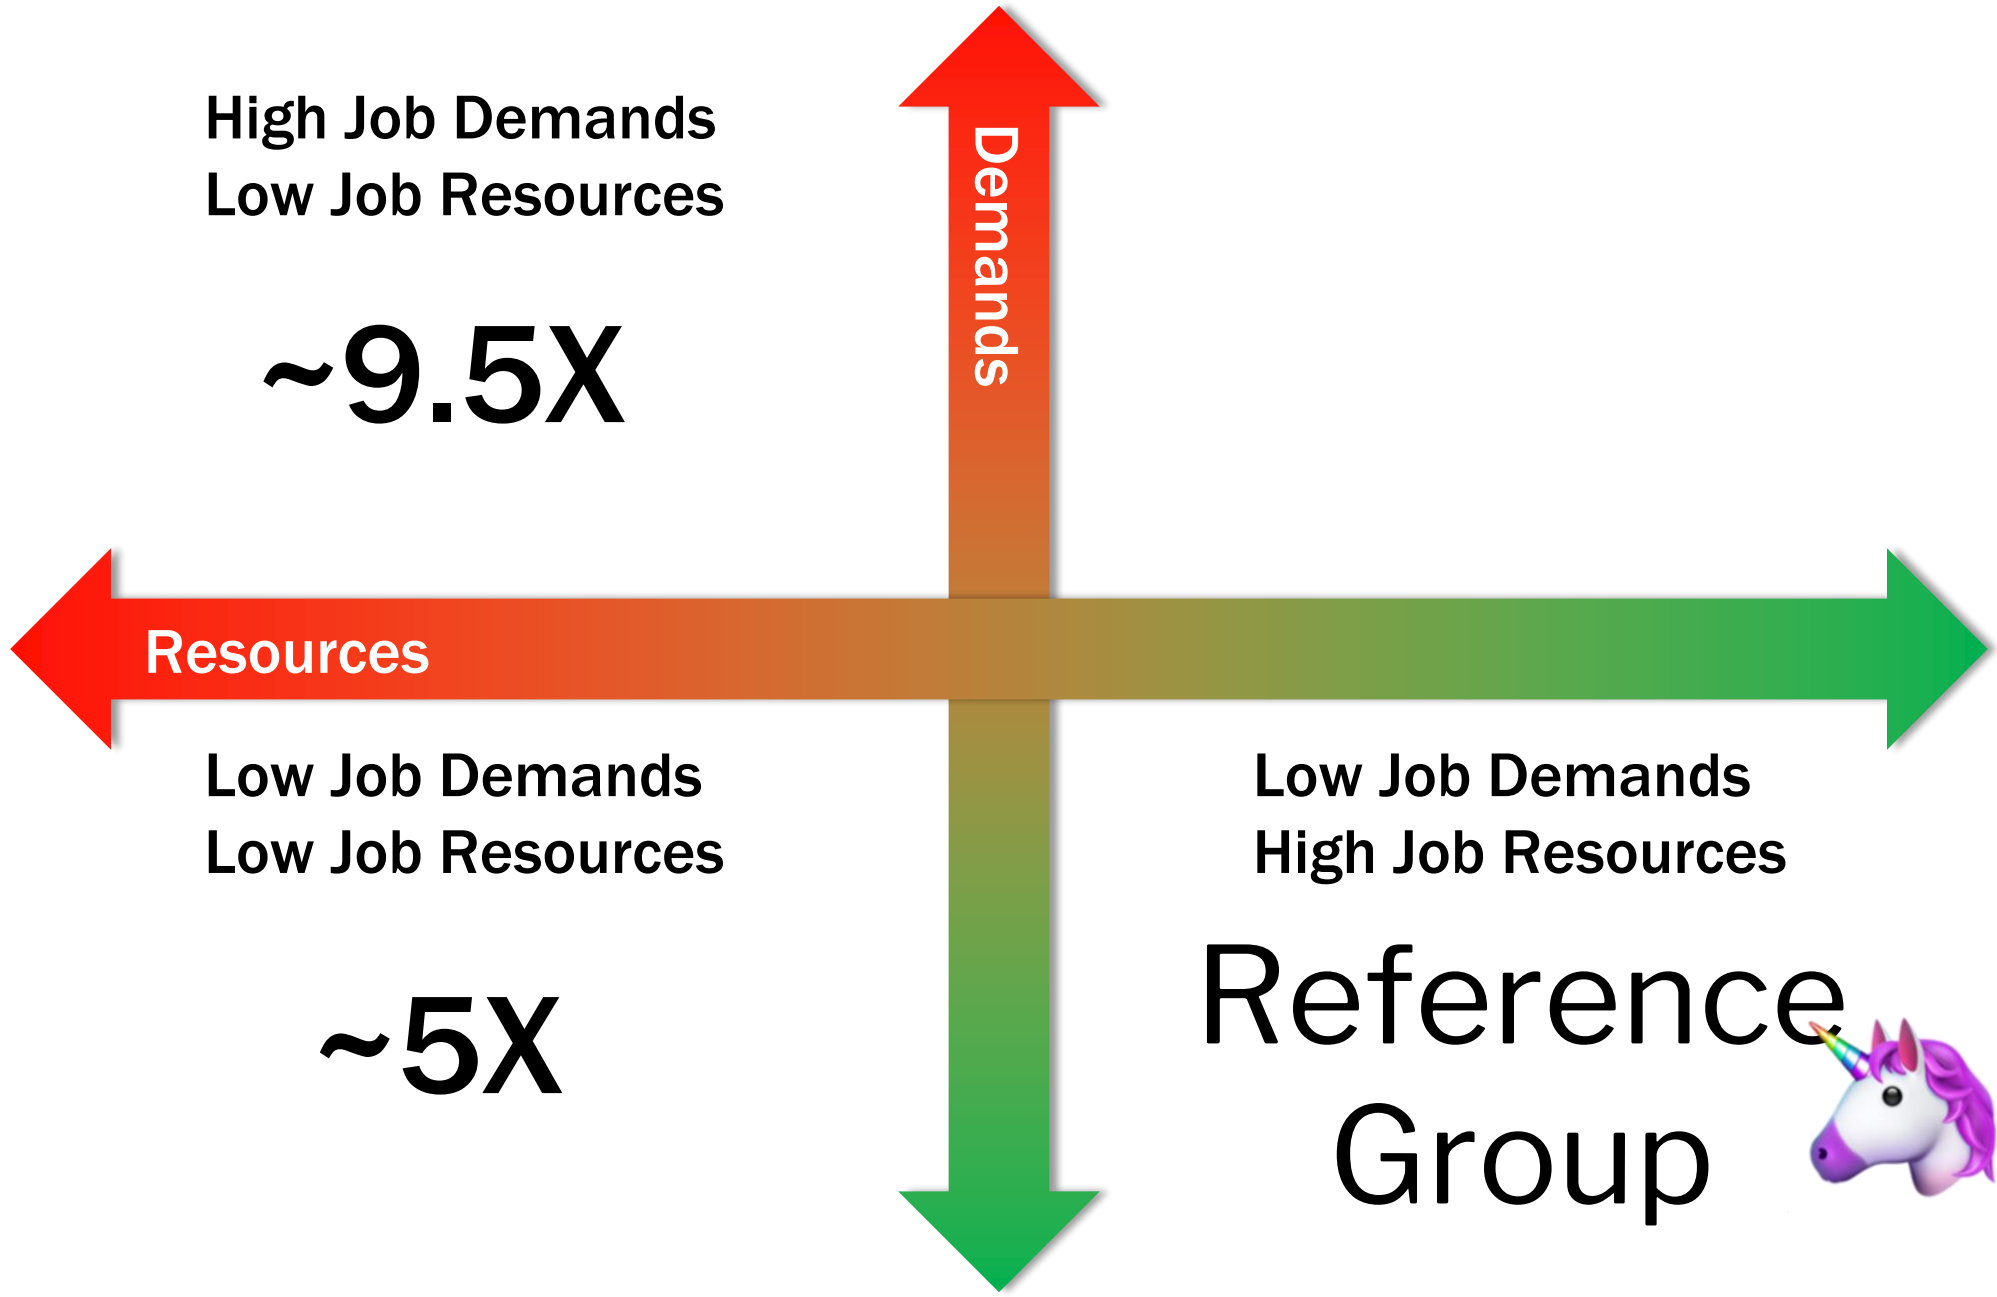 High Job Demands
Low Job Resources
~9.5X
Demands
Resources
Low Job Demands
Low Job Resources
~5X
Low Job Demands
High Job Resources
Reference
Group